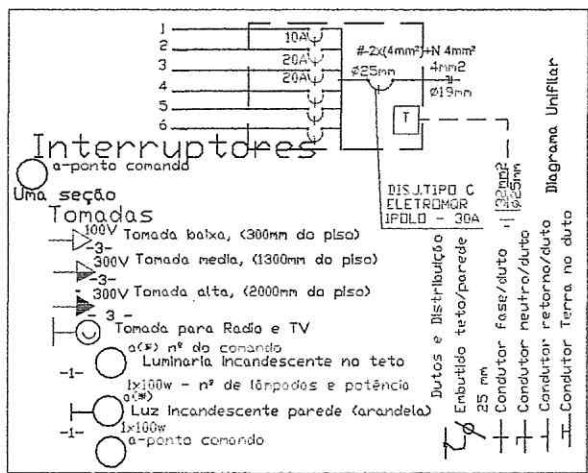 1
10A
2
20A
3
20A
4
5
6
#-2x(4mm²)+N 4mm²
ø25mm
4mm2
ø19mm
T
DISJ.TIPO C
ELETROMOR
IPOLO - 30A
32mm2
ø25mm
Diagrama Unifilar
Interruptores
a-ponto comando
Uma seção
Tomadas
100V Tomada baixa, (300mm do piso)
-3-
300V Tomada media, (1300mm do piso)
-3-
300V Tomada alta, (2000mm do piso)
- 3 -
Tomada para Radio e TV
a(*) nº do comando
-1- Luminaria Incandescente no teto
1x100w - nº de lâmpadas e potência
a(*)
Luz Incandescente parede (arandela)
-1-
1x100w
a-ponto comando
Dutos e Distribuição
Embutido teto/parede
25 mm
Condutor fase/duto
Condutor neutro/duto
Condutor retorno/duto
Condutor Terra no duto